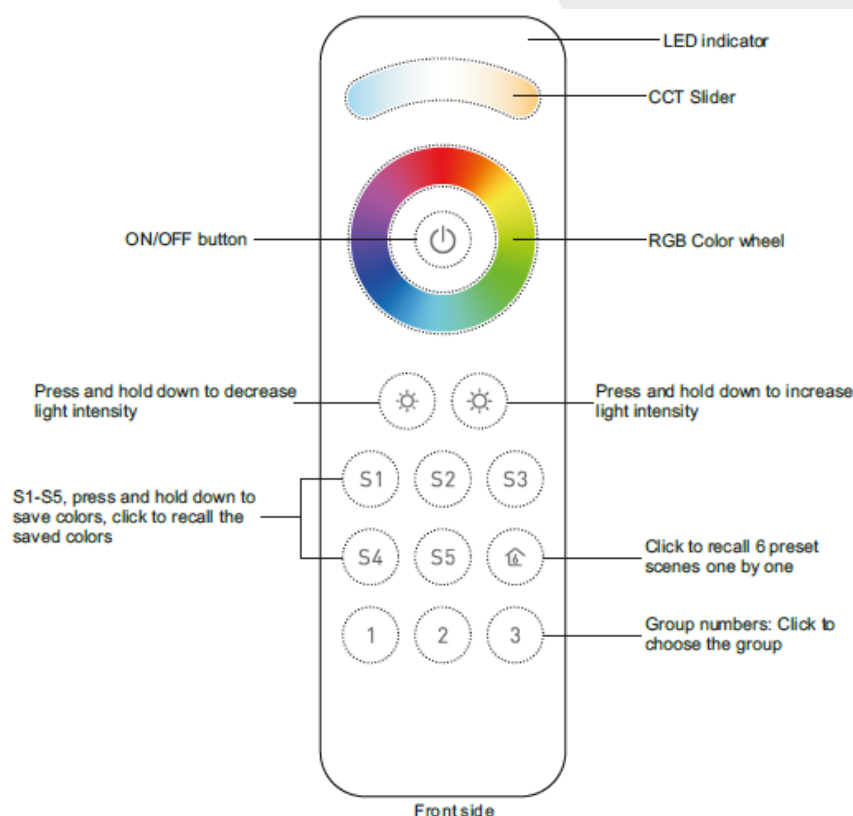 LED indicator
CCT Slider
ON/OFF button
RGB Color wheel
Press and hold down to decrease
light intensity
Press and hold down to increase
light intensity
S1 S2 S3
S1-S5, press and hold down to
save colors, click to recall the
saved colors
S4 S5 6
Click to recall 6 preset
scenes one by one
1 2 3
Group numbers: Click to
choose the group
Front side